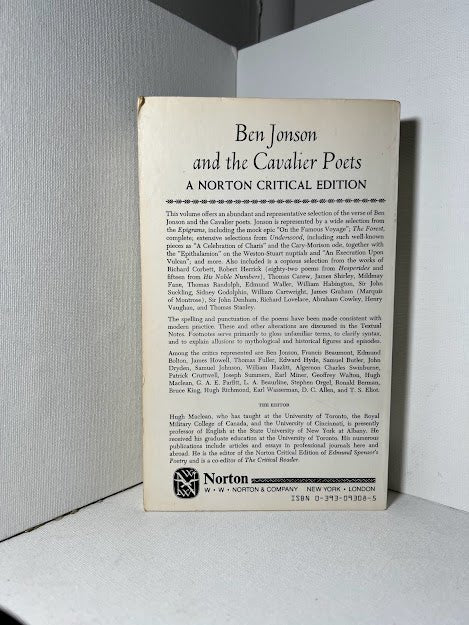 Ben Jonson
and the Cavalier Poets
A NORTON CRITICAL EDITION
This volume offers an abundant and representative selection of the verse of Ben
Jonson and the Cavalier poets. Jonson is represented by a wide selection from
the Epigrams, including the mock epic "On the Famous Voyage"; The Forest,
complete; extensive selections from Underwood, including such well-known
pieces as "A Celebration of Charis" and the Cary-Morison ode, together with
the "Epithalamion" on the Weston-Stuart nuptials and "An Execration Upon
Vulcan"; and more. Also included is a copious selection from the works of
Richard Corbett, Robert Herrick (eighty-two poems from Hesperides and
fifteen from His Noble Numbers), Thomas Carew, James Shirley, Mildmay
Fane, Thomas Randolph, Edmund Waller, William Habington, Sir John
Suckling, Sidney Godolphin, William Cartwright, James Graham (Marquis
of Montrose), Sir John Denham, Richard Lovelace, Abraham Cowley, Henry
Vaughan, and Thomas Stanley.
The spelling and punctuation of the poems have been made consistent with
modern practice. These and other alterations are discussed in the Textual
Notes. Footnotes serve primarily to gloss unfamiliar terms, to clarify syntax, and
to explain allusions to mythological and historical figures and episodes.
Among the critics represented are Ben Jonson, Francis Beaumont, Edmund
Bolton, James Howell, Thomas Fuller, Edward Hyde, Samuel Butler, John
Dryden, Samuel Johnson, William Hazlitt, Algernon Charles Swinburne,
Patrick Cruttwell, Joseph Summers, Earl Miner, Geoffrey Walton, Hugh
Maclean, G. A. E. Parfitt, L. A. Beaurline, Stephen Orgel, Ronald Berman,
Bruce King, Hugh Richmond, Earl Wasserman, D. C. Allen, and T. S. Eliot.
THE EDITOR
Hugh Maclean, who has taught at the University of Toronto, the Royal
Military College of Canada, and the University of Cincinnati, is presently
professor of English at the State University of New York at Albany. He
received his graduate education at the University of Toronto. His numerous
publications include articles and essays in professional journals here and
abroad. He is the editor of the Norton Critical Edition of Edmund Spenser's
Poetry and is a co-editor of The Critical Reader.
Norton
W • W • NORTON & COMPANY NEW YORK • LONDON
ISBN 0-393-09308-5